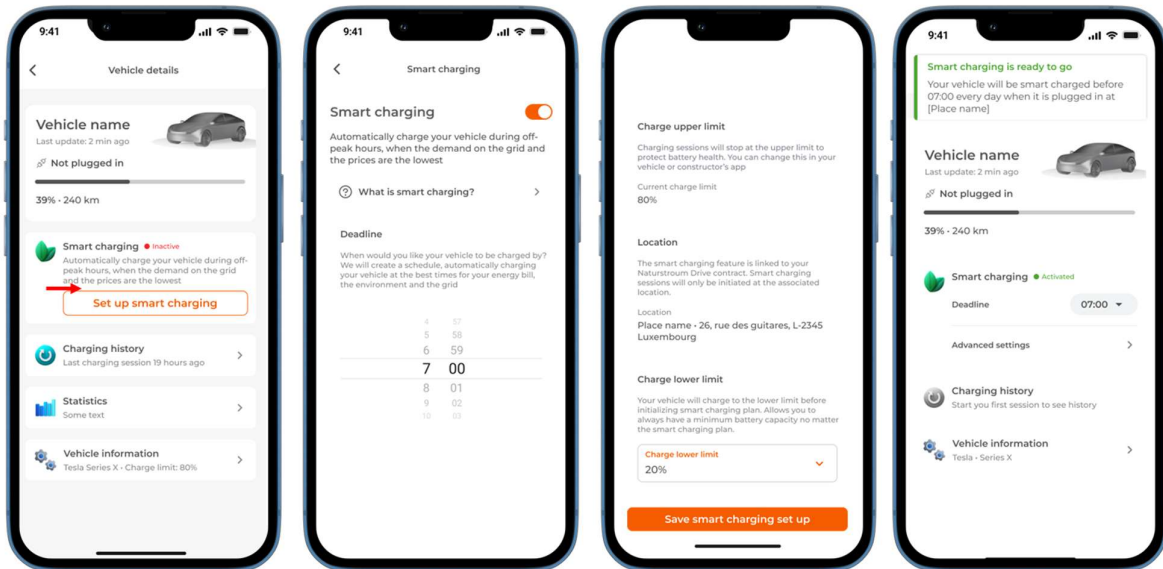 9:41
Vehicle details
Vehicle name
Last update: 2 min ago
Not plugged in
39% · 240 km
Smart charging Inactive
Automatically charge your vehicle during off-
peak hours, when the demand on the grid
and the prices are the lowest
Set up smart charging
Charging history
Last charging session 19 hours ago
Statistics
Some text
Vehicle information
Tesla Series X · Charge limit: 80%
9:41
Smart charging
Smart charging
Automatically charge your vehicle during off-
peak hours, when the demand on the grid and
the prices are the lowest
What is smart charging?
Deadline
When would you like your vehicle to be charged by?
We will create a schedule, automatically charging
your vehicle at the best times for your energy bill,
the environment and the grid
4 57
5 58
6 59
7 00
8 01
9 02
10 03
Charge upper limit
Charging sessions will stop at the upper limit to
protect battery health. You can change this in your
vehicle or constructor's app
Current charge limit
80%
Location
The smart charging feature is linked to your
Naturstroum Drive contract. Smart charging
sessions will only be initiated at the associated
location.
Location
Place name · 26, rue des guitares, L-2345
Luxembourg
Charge lower limit
Your vehicle will charge to the lower limit before
initializing smart charging plan. Allows you to
always have a minimum battery capacity no matter
the smart charging plan.
Charge lower limit
20%
Save smart charging set up
9:41
Smart charging is ready to go
Your vehicle will be smart charged before
07:00 every day when it is plugged in at
[Place name]
Vehicle name
Last update: 2 min ago
Not plugged in
39% · 240 km
Smart charging Activated
Deadline 07:00
Advanced settings
Charging history
Start you first session to see history
Vehicle information
Tesla · Series X